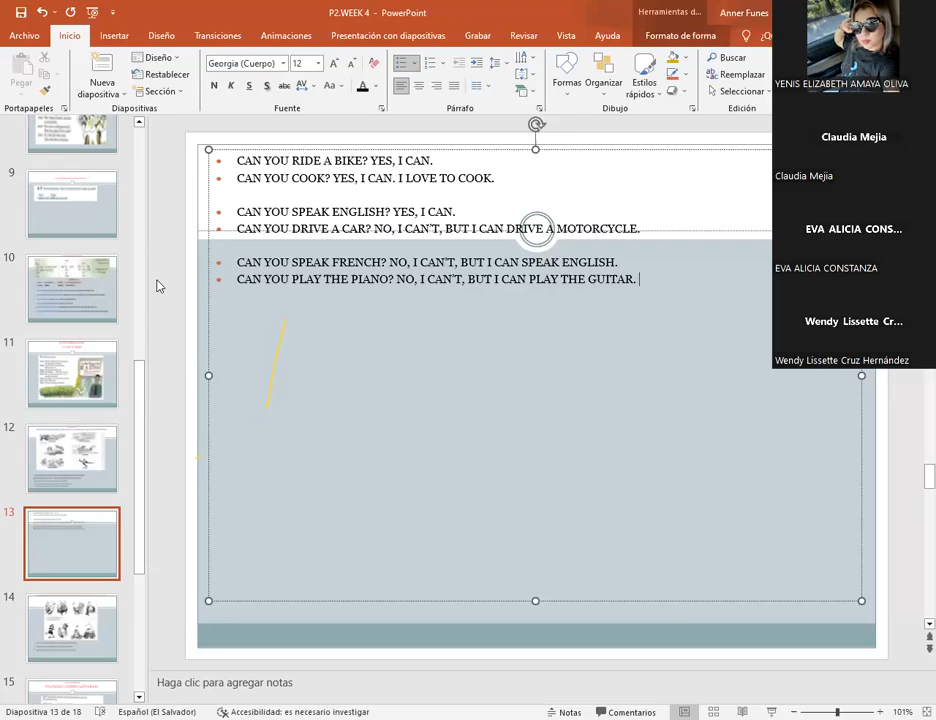 P2.WEEK 4 - PowerPoint
Herramientas d...
Anner Funes
Archivo Inicio Insertar Diseño Transiciones Animaciones Presentación con diapositivas Grabar Revisar Vista Ayuda Formato de forma ¿Q
Pegar
Nueva diapositiva
Diseño
Restablecer
Sección
Georgia (Cuerpo) 12
N K S S abc AV Aa A
Formas Organizar Estilos rápidos
Buscar
Reemplazar
Seleccionar
Portapapeles Diapositivas Fuente Párrafo Dibujo Edición
YENIS ELIZABETH AMAYA OLIVA
Claudia Mejia
Claudia Mejia
EVA ALICIA CONS...
EVA ALICIA CONSTANZA
Wendy Lissette Cr...
Wendy Lissette Cruz Hernández
9
10
11
12
13
14
15
• CAN YOU RIDE A BIKE? YES, I CAN.
• CAN YOU COOK? YES, I CAN. I LOVE TO COOK.
• CAN YOU SPEAK ENGLISH? YES, I CAN.
• CAN YOU DRIVE A CAR? NO, I CAN'T, BUT I CAN DRIVE A MOTORCYCLE.
• CAN YOU SPEAK FRENCH? NO, I CAN'T, BUT I CAN SPEAK ENGLISH.
• CAN YOU PLAY THE PIANO? NO, I CAN'T, BUT I CAN PLAY THE GUITAR.
Haga clic para agregar notas
Diapositiva 13 de 18 Español (El Salvador) Accesibilidad: es necesario investigar Notas Comentarios 101%